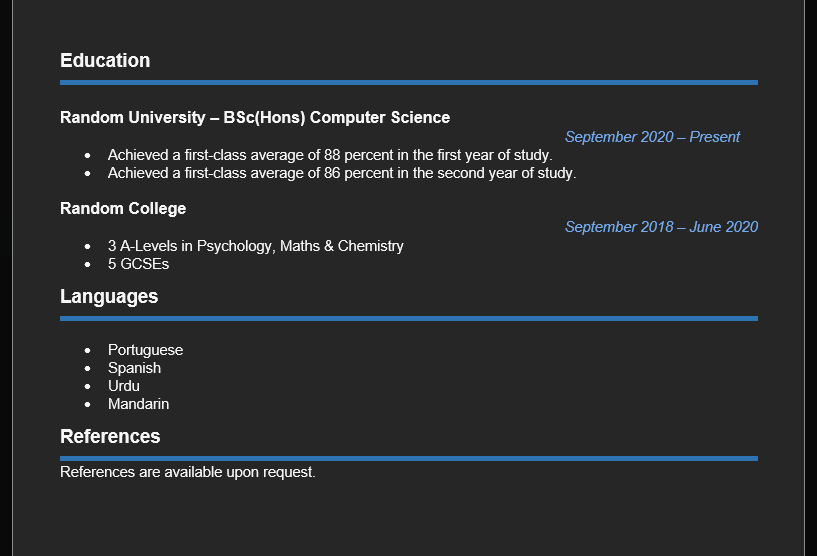 Education
Random University – BSc(Hons) Computer Science
September 2020 – Present
• Achieved a first-class average of 88 percent in the first year of study.
• Achieved a first-class average of 86 percent in the second year of study.
Random College
September 2018 – June 2020
• 3 A-Levels in Psychology, Maths & Chemistry
• 5 GCSEs
Languages
• Portuguese
• Spanish
• Urdu
• Mandarin
References
References are available upon request.